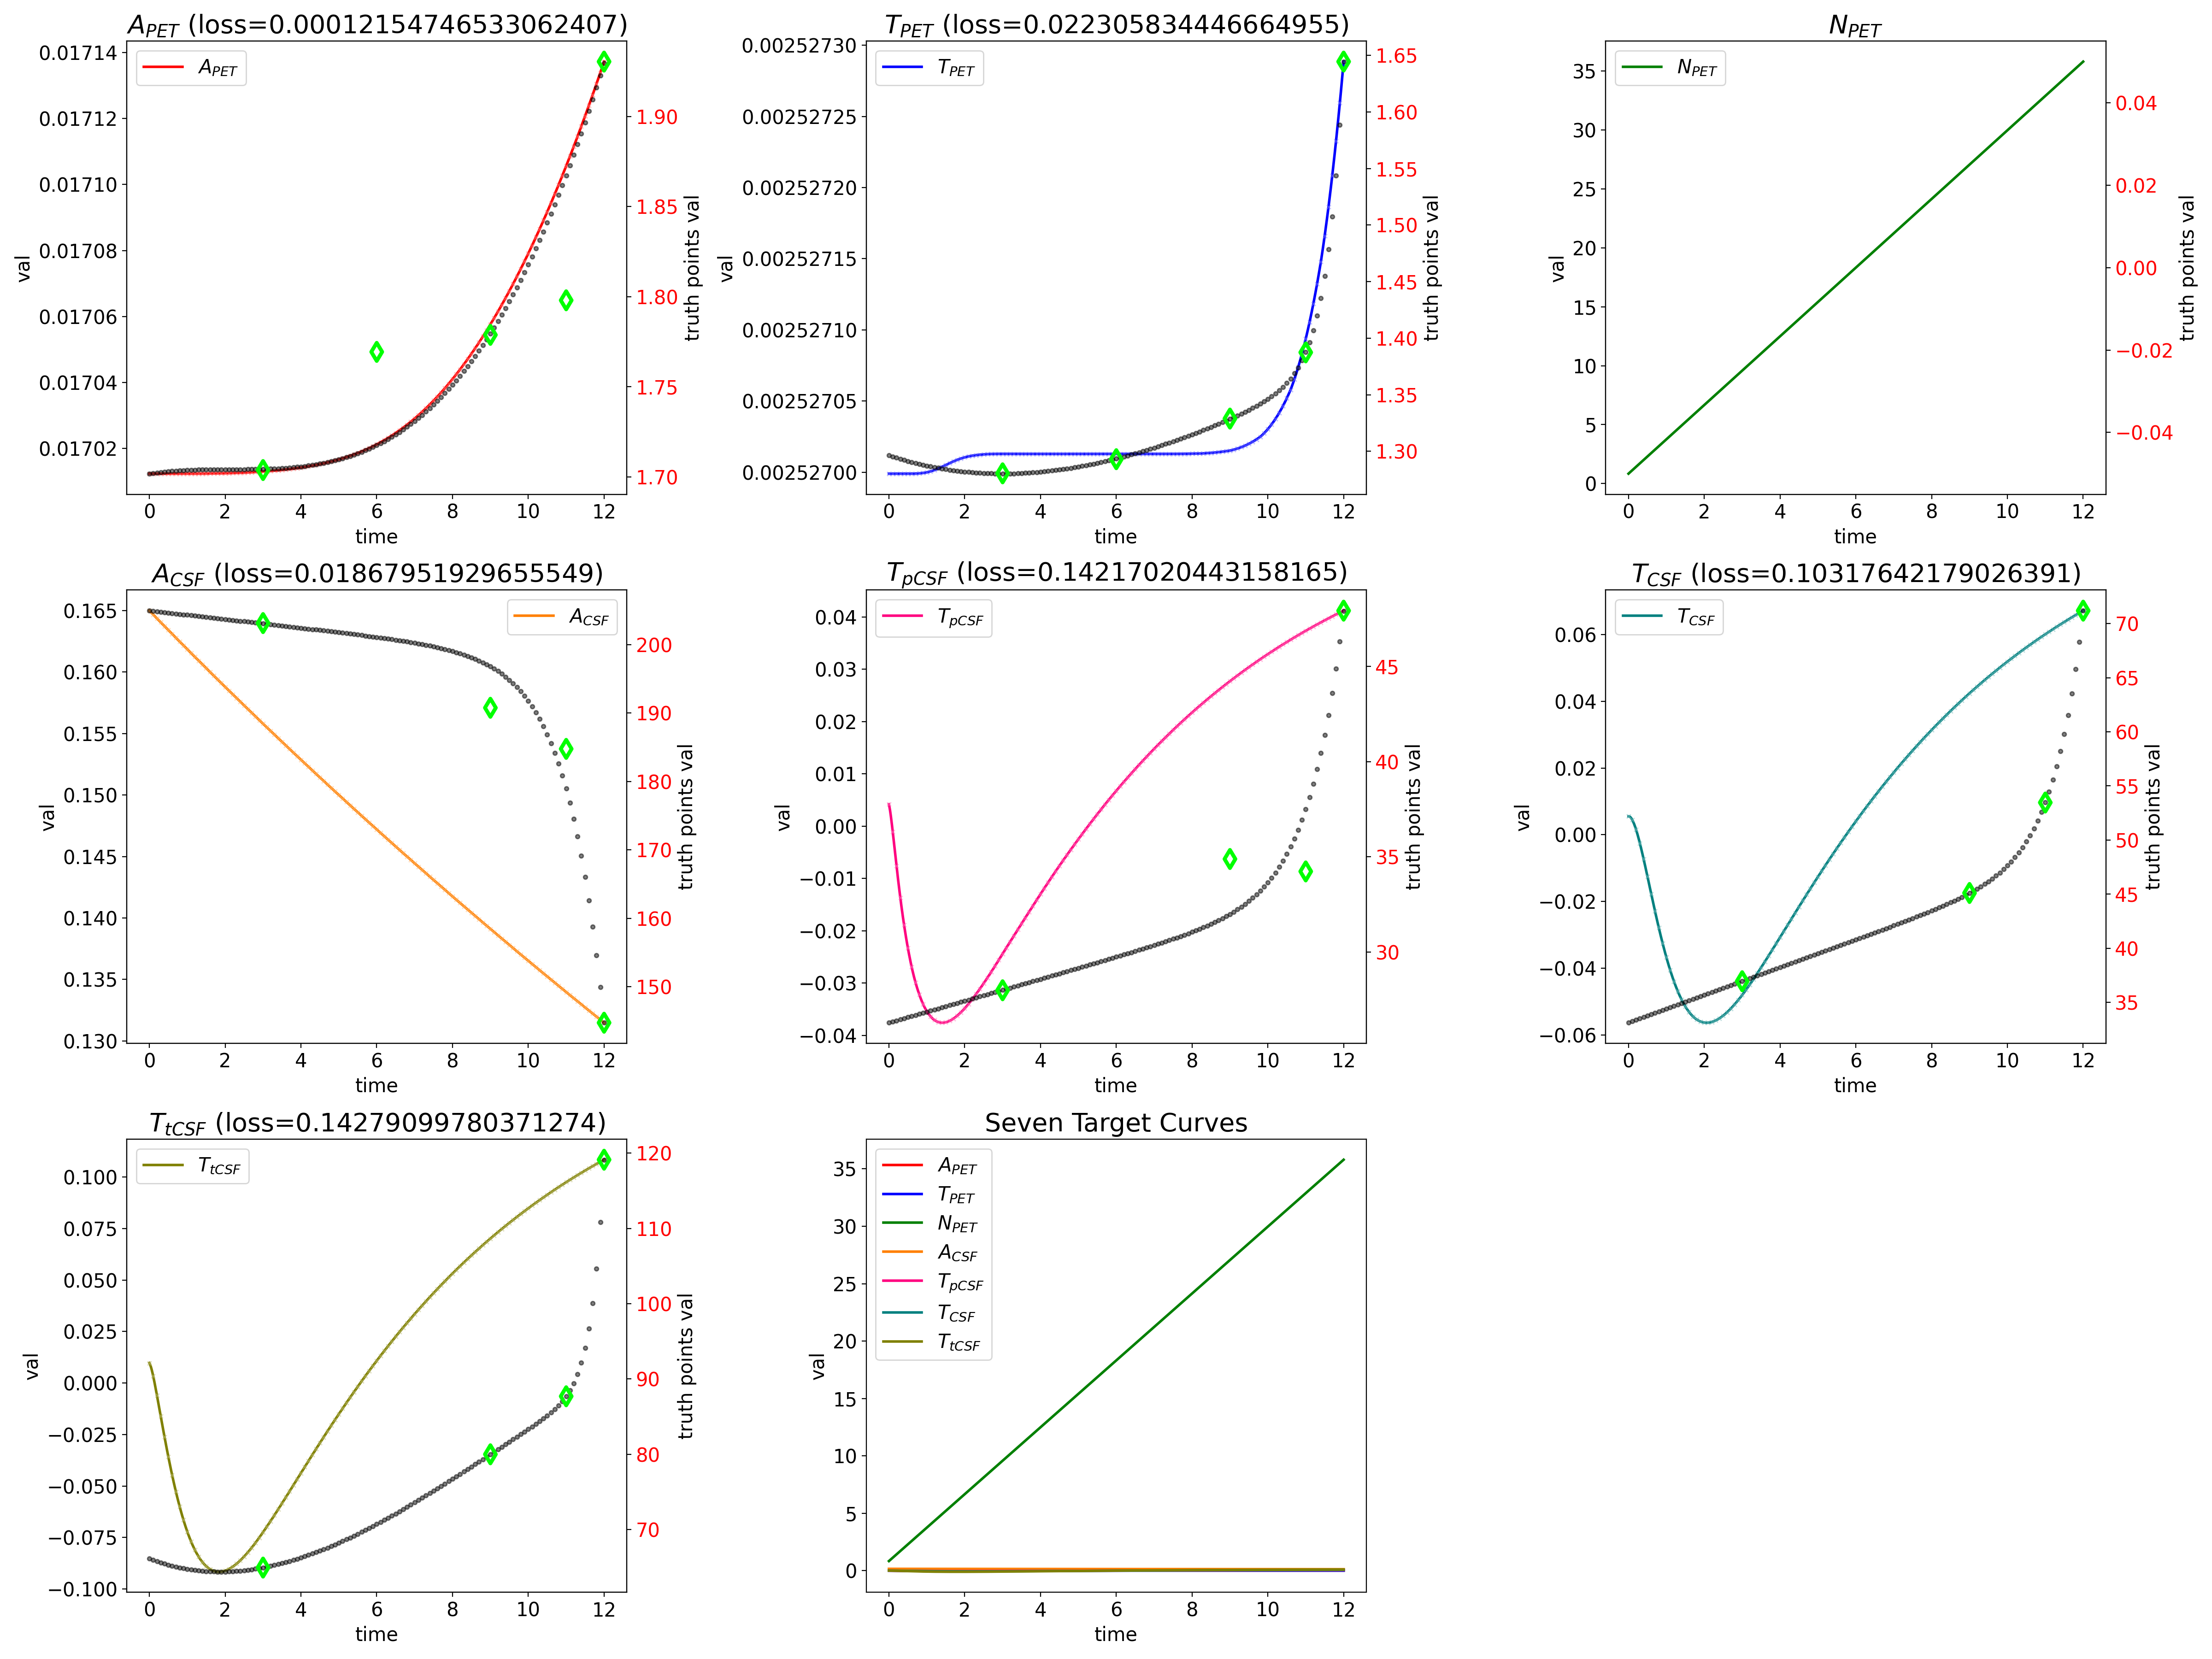 A_PET (loss=0.00012154746533062407)
A_PET
0.01714
0.01712
0.01710
0.01708
0.01706
0.01704
0.01702
val
1.90
1.85
1.80
1.75
1.70
truth points val
0 2 4 6 8 10 12
time
T_PET (loss=0.022305834446664955)
T_PET
0.00252730
0.00252725
0.00252720
0.00252715
0.00252710
0.00252705
0.00252700
val
1.65
1.60
1.55
1.50
1.45
1.40
1.35
1.30
truth points val
0 2 4 6 8 10 12
time
N_PET
N_PET
35
30
25
20
15
10
5
0
val
0.04
0.02
0.00
−0.02
−0.04
truth points val
0 2 4 6 8 10 12
time
A_CSF (loss=0.01867951929655549)
A_CSF
0.165
0.160
0.155
0.150
0.145
0.140
0.135
0.130
val
200
190
180
170
160
150
truth points val
0 2 4 6 8 10 12
time
T_pCSF (loss=0.14217020443158165)
T_pCSF
0.04
0.03
0.02
0.01
0.00
−0.01
−0.02
−0.03
−0.04
val
45
40
35
30
truth points val
0 2 4 6 8 10 12
time
T_CSF (loss=0.10317642179026391)
T_CSF
0.06
0.04
0.02
0.00
−0.02
−0.04
−0.06
val
70
65
60
55
50
45
40
35
truth points val
0 2 4 6 8 10 12
time
T_tCSF (loss=0.14279099780371274)
T_tCSF
0.100
0.075
0.050
0.025
0.000
−0.025
−0.050
−0.075
−0.100
val
120
110
100
90
80
70
truth points val
0 2 4 6 8 10 12
time
Seven Target Curves
A_PET
T_PET
N_PET
A_CSF
T_pCSF
T_CSF
T_tCSF
35
30
25
20
15
10
5
0
val
0 2 4 6 8 10 12
time